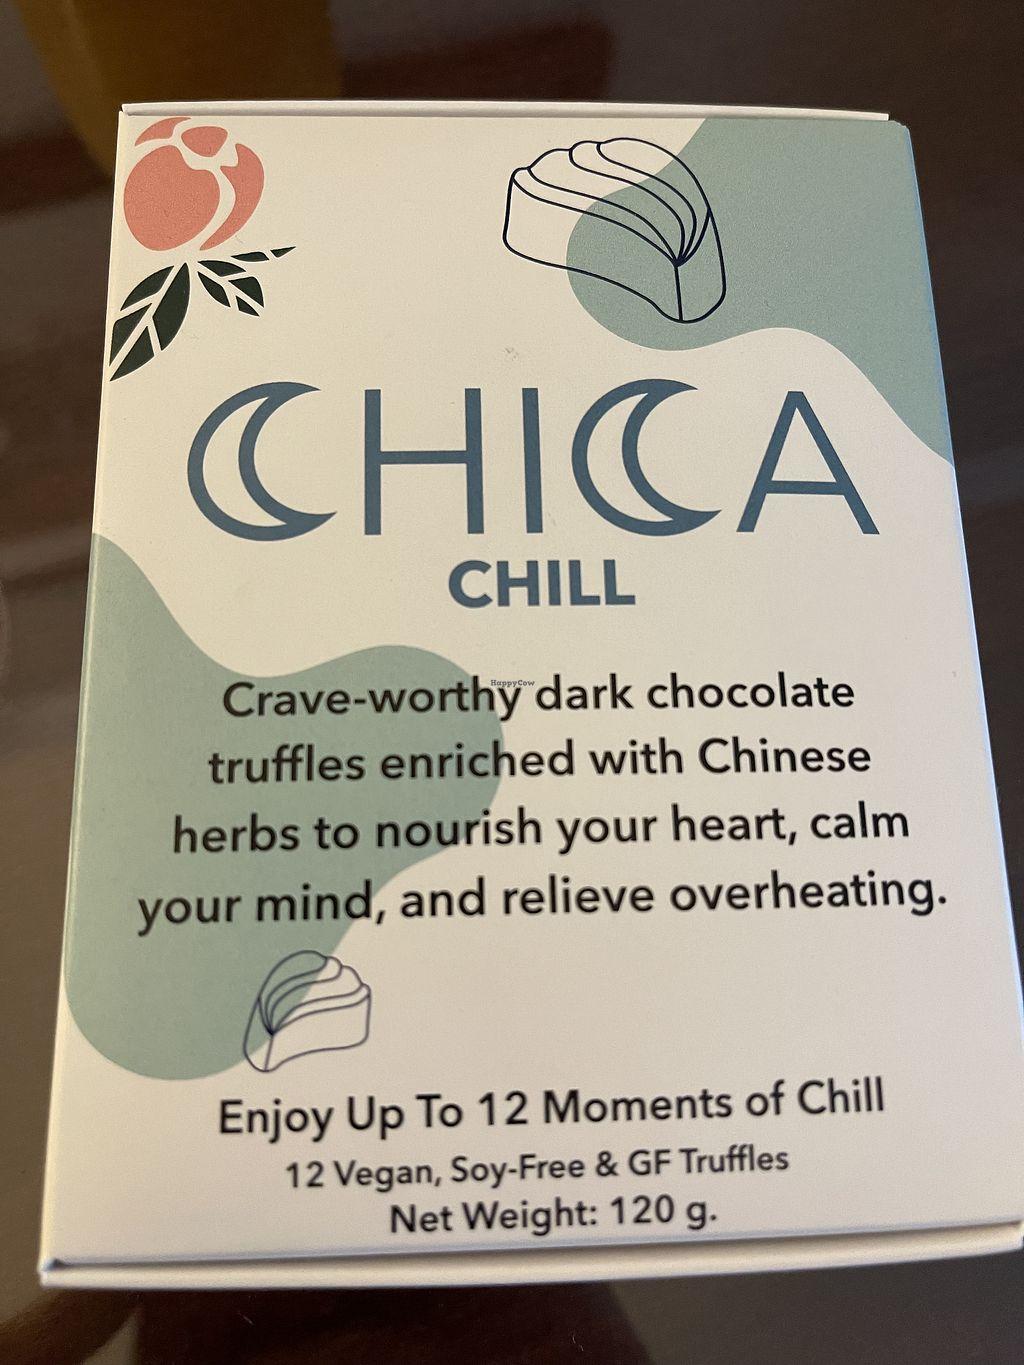 CHICA
CHILL
HappyCow
Crave-worthy dark chocolate
truffles enriched with Chinese
herbs to nourish your heart, calm
your mind, and relieve overheating.
Enjoy Up To 12 Moments of Chill
12 Vegan, Soy-Free & GF Truffles
Net Weight: 120 g.